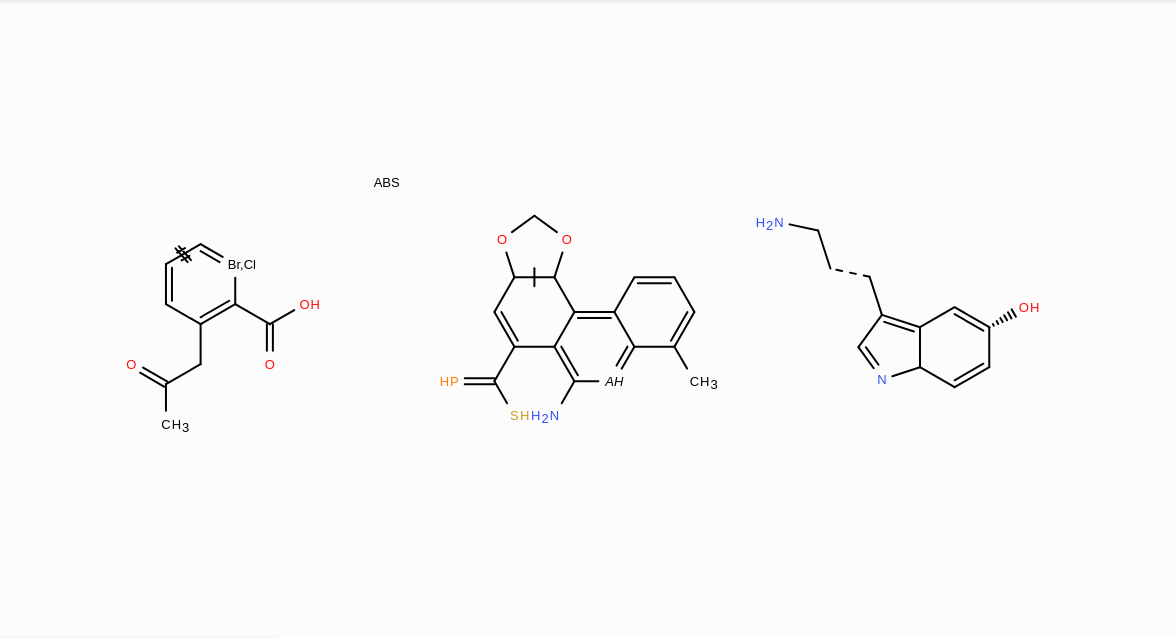 ABS
H2N
O O
Br,Cl
OH
OH
O O
HP AH CH3
N
SH H2N
CH3